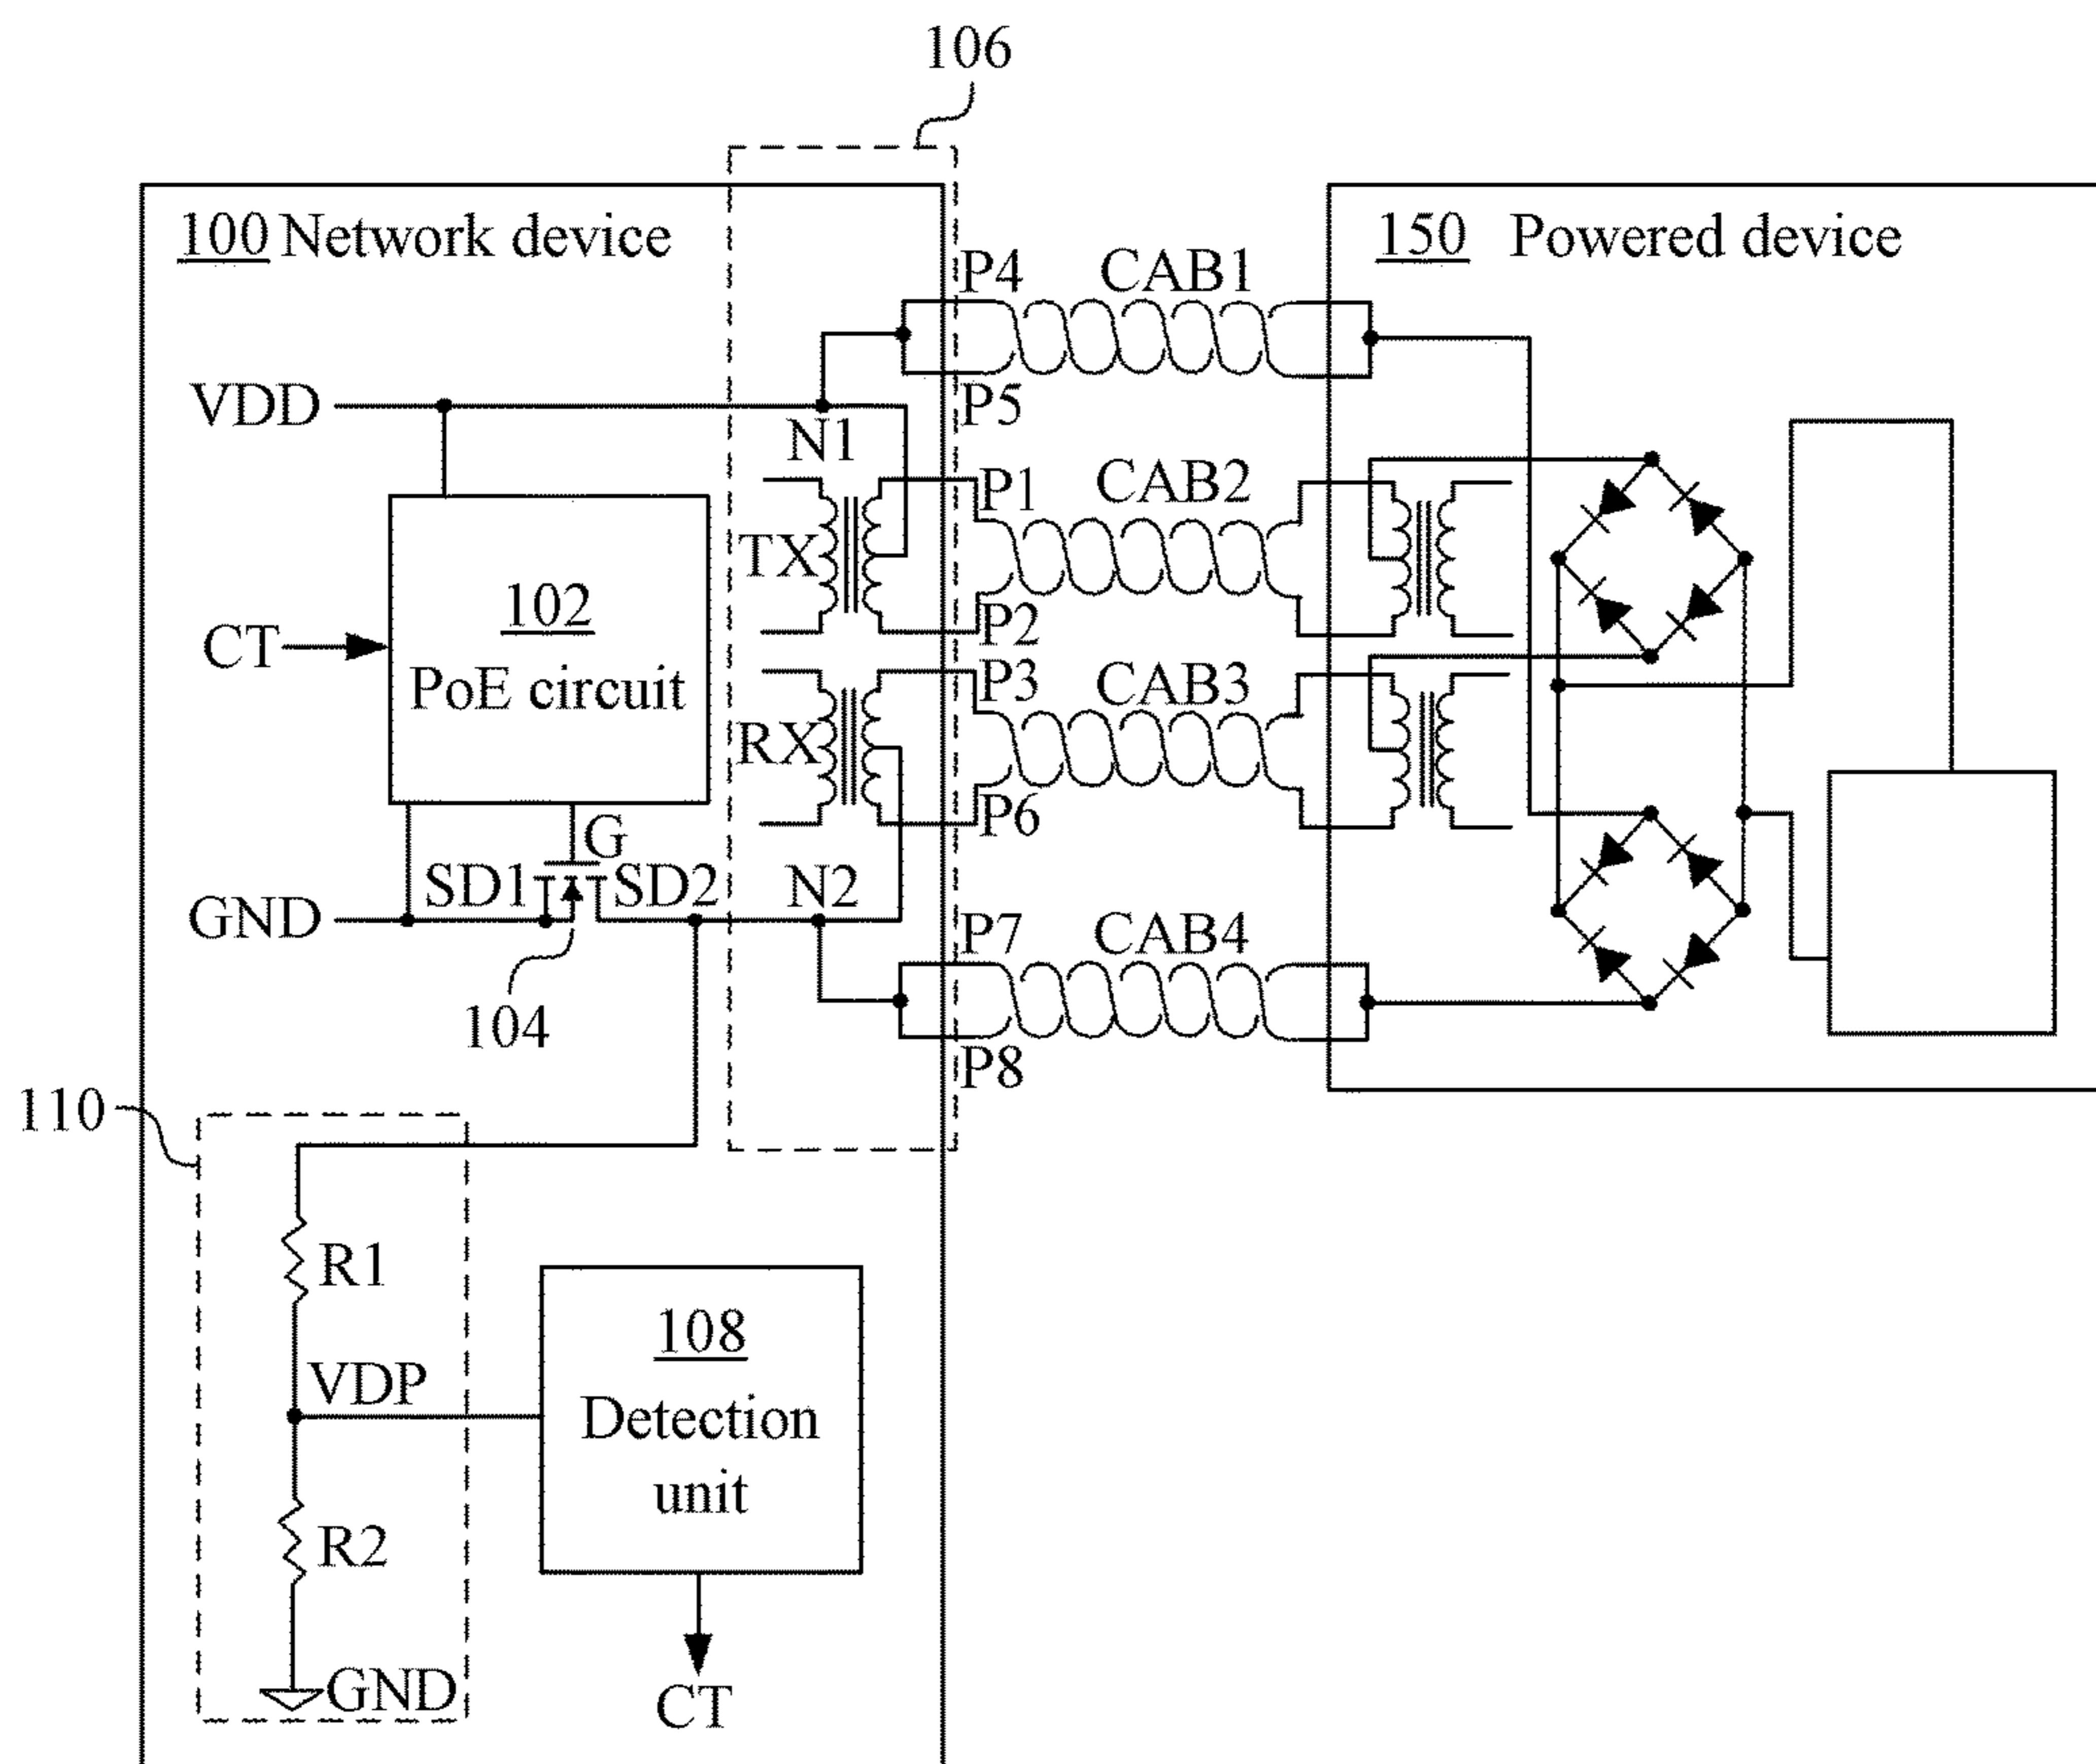 106
100 Network device
150 Powered device
P4 CAB1
VDD
P5
N1
P1 CAB2
TX
102
PoE circuit
CT
P2
P3 CAB3
RX
P6
G
SD1 SD2
N2
GND
P7 CAB4
104
P8
110
R1
108
Detection
unit
VDP
R2
GND
CT